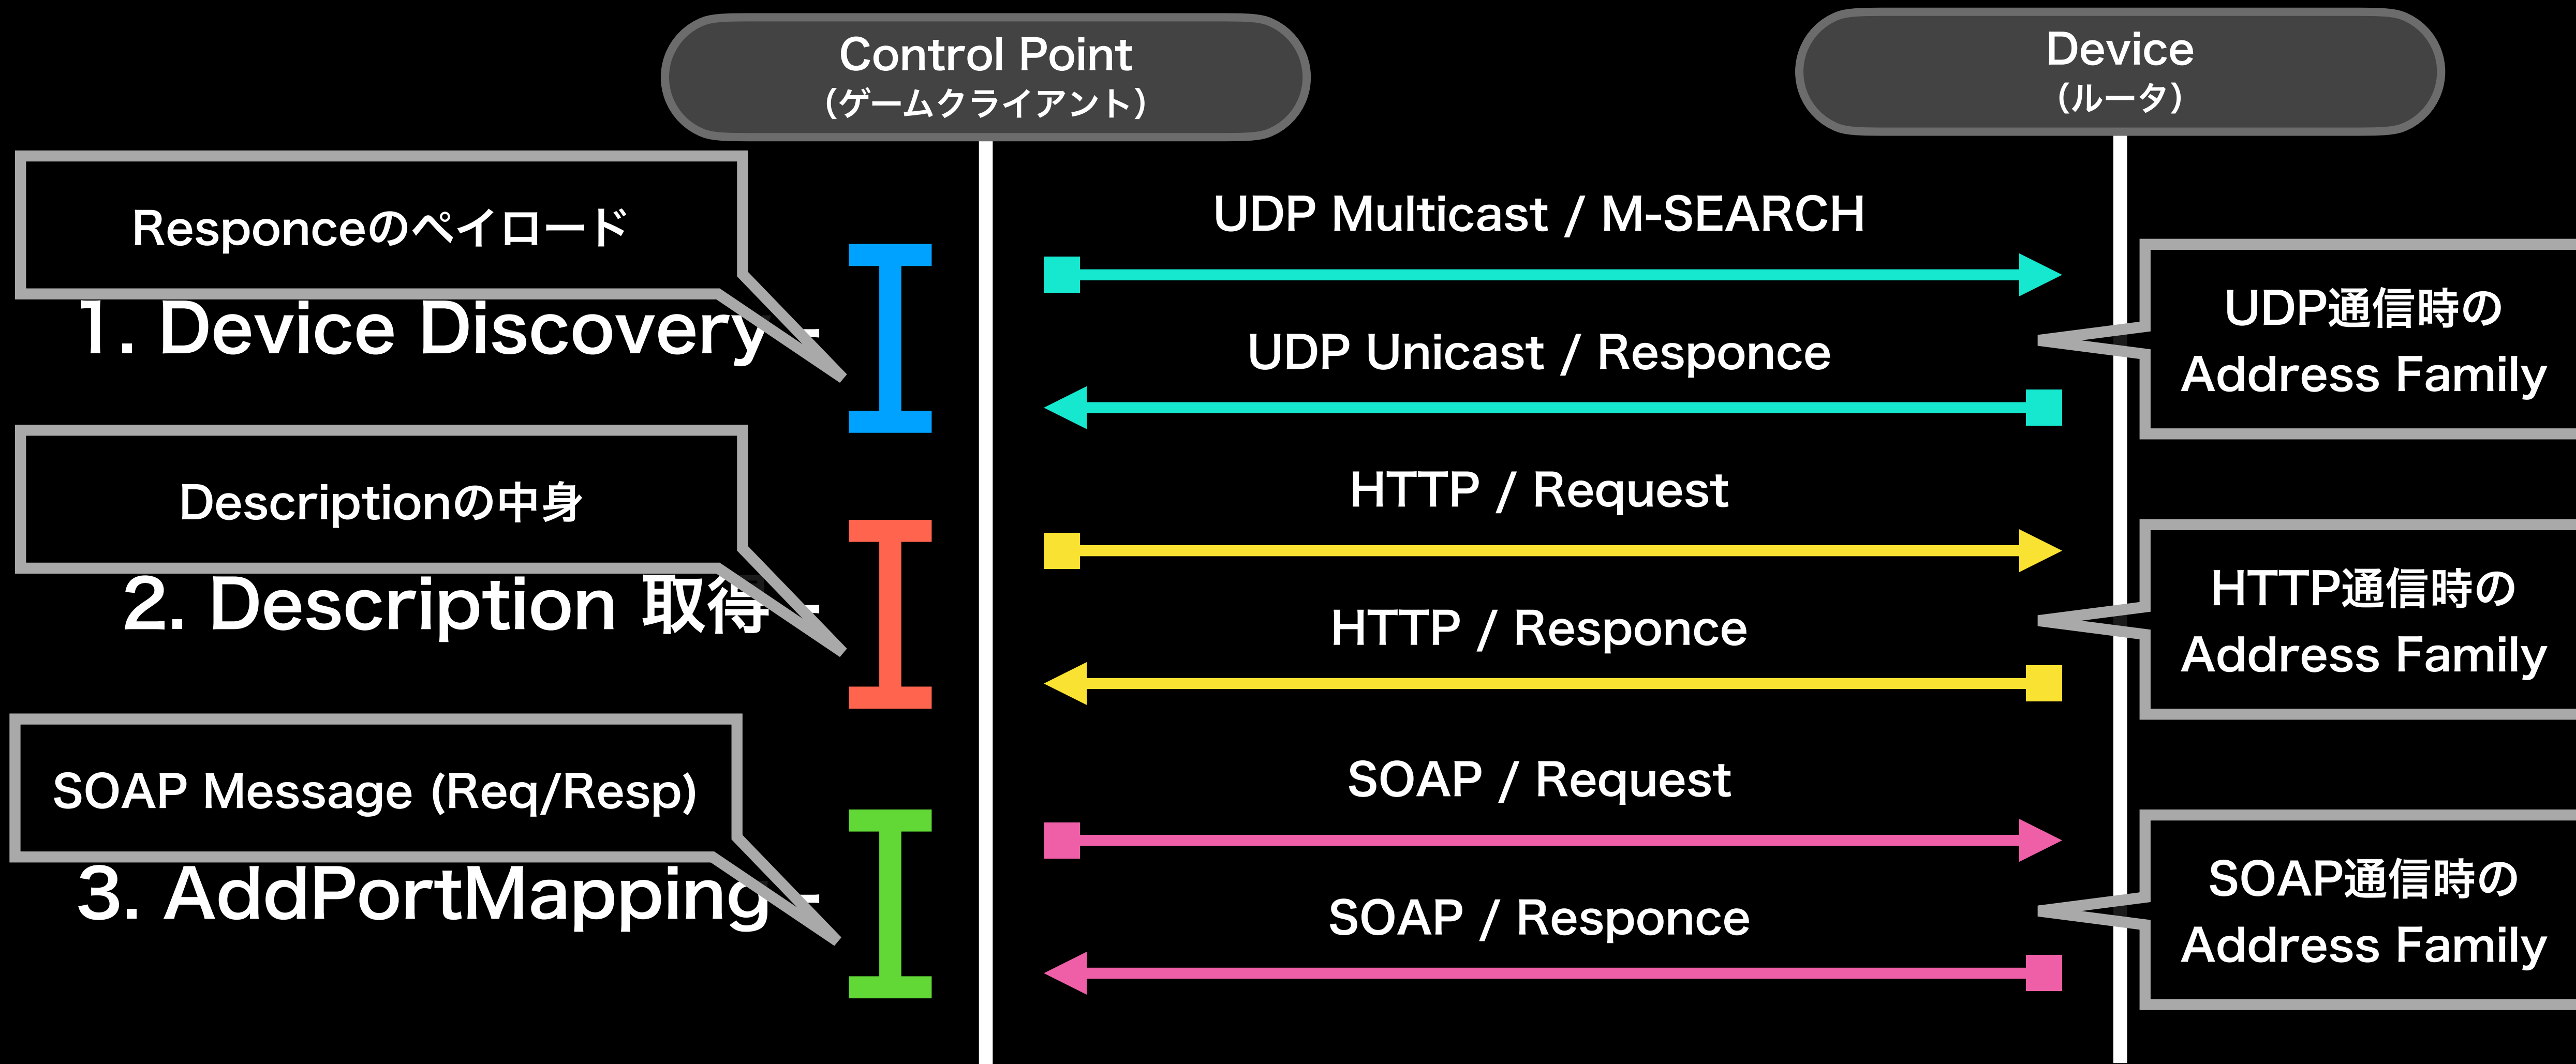 Control Point
（ゲームクライアント）
Device
（ルータ）
Responceのペイロード
1. Device Discovery -
UDP Multicast / M-SEARCH
UDP Unicast / Responce
UDP通信時の
Address Family
Descriptionの中身
2. Description 取得 -
HTTP / Request
HTTP / Responce
HTTP通信時の
Address Family
SOAP Message (Req/Resp)
3. AddPortMapping -
SOAP / Request
SOAP / Responce
SOAP通信時の
Address Family